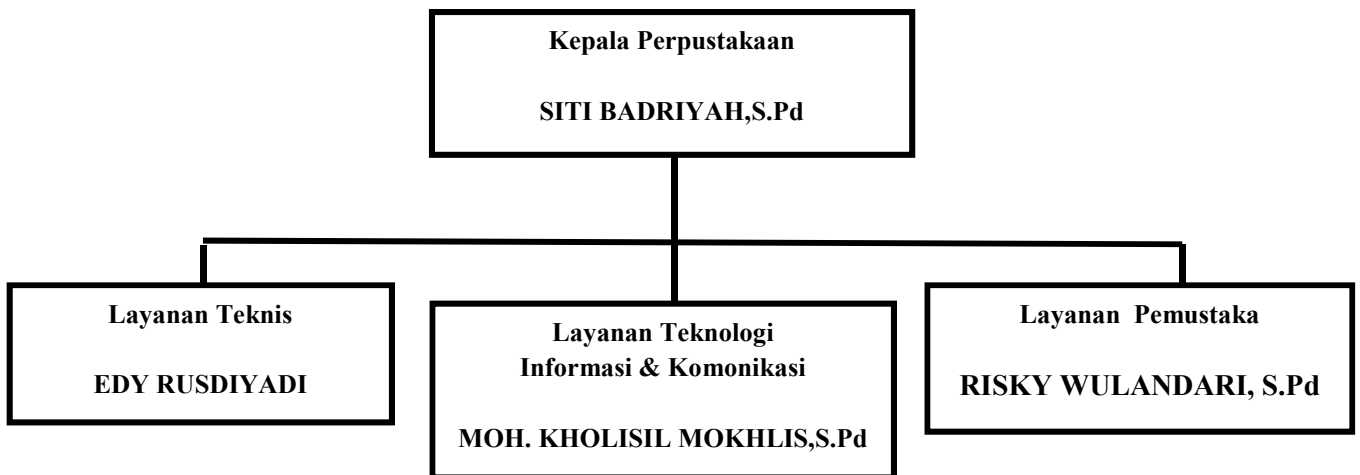 Kepala Perpustakaan
SITI BADRIYAH,S.Pd
Layanan Teknis
EDY RUSDIYADI
Layanan Teknologi
Informasi & Komonikasi
MOH. KHOLISIL MOKHLIS,S.Pd
Layanan Pemustaka
RISKY WULANDARI, S.Pd